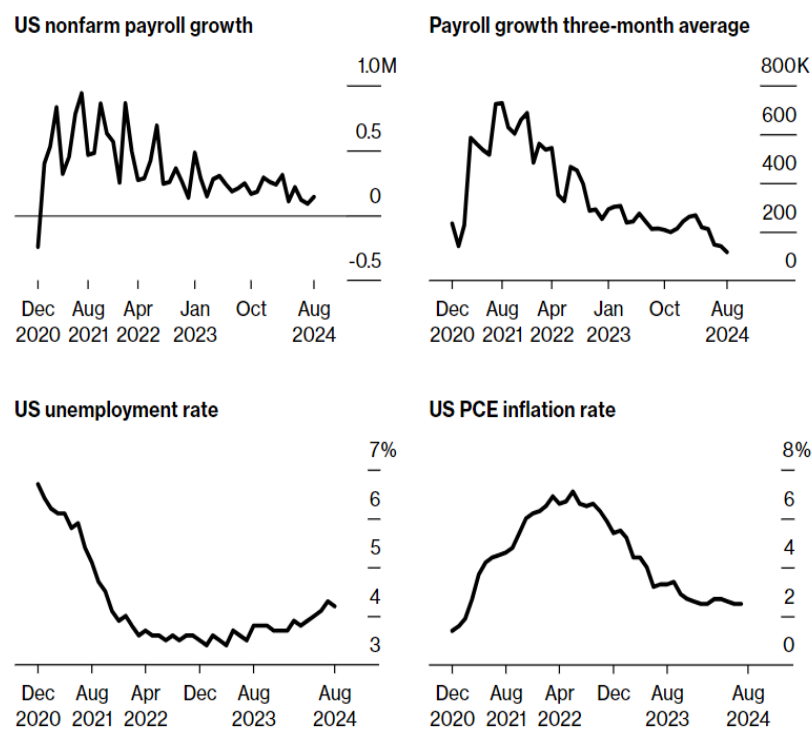 US nonfarm payroll growth
1.0M
0.5
0
-0.5
Dec Aug Apr Jan Oct Aug
2020 2021 2022 2023 2024
Payroll growth three-month average
800K
600
400
200
0
Dec Aug Apr Jan Oct Aug
2020 2021 2022 2023 2024
US unemployment rate
7%
6
5
4
3
Dec Aug Apr Dec Aug Aug
2020 2021 2022 2023 2024
US PCE inflation rate
8%
6
4
2
0
Dec Aug Apr Dec Aug Aug
2020 2021 2022 2023 2024